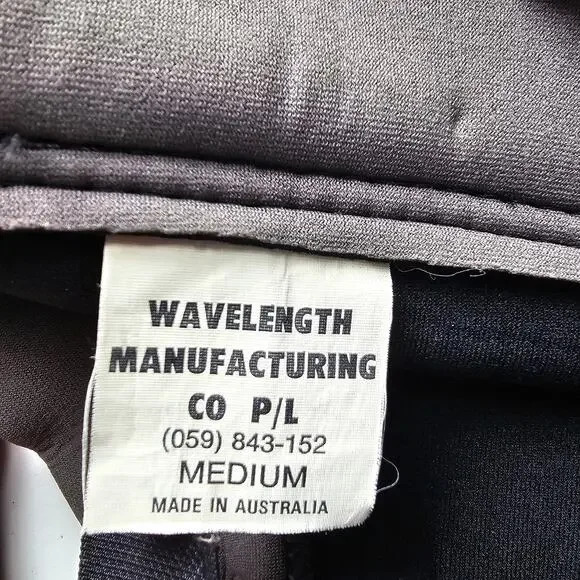 WAVELENGTH
MANUFACTURING
CO P/L
(059) 843-152
MEDIUM
MADE IN AUSTRALIA